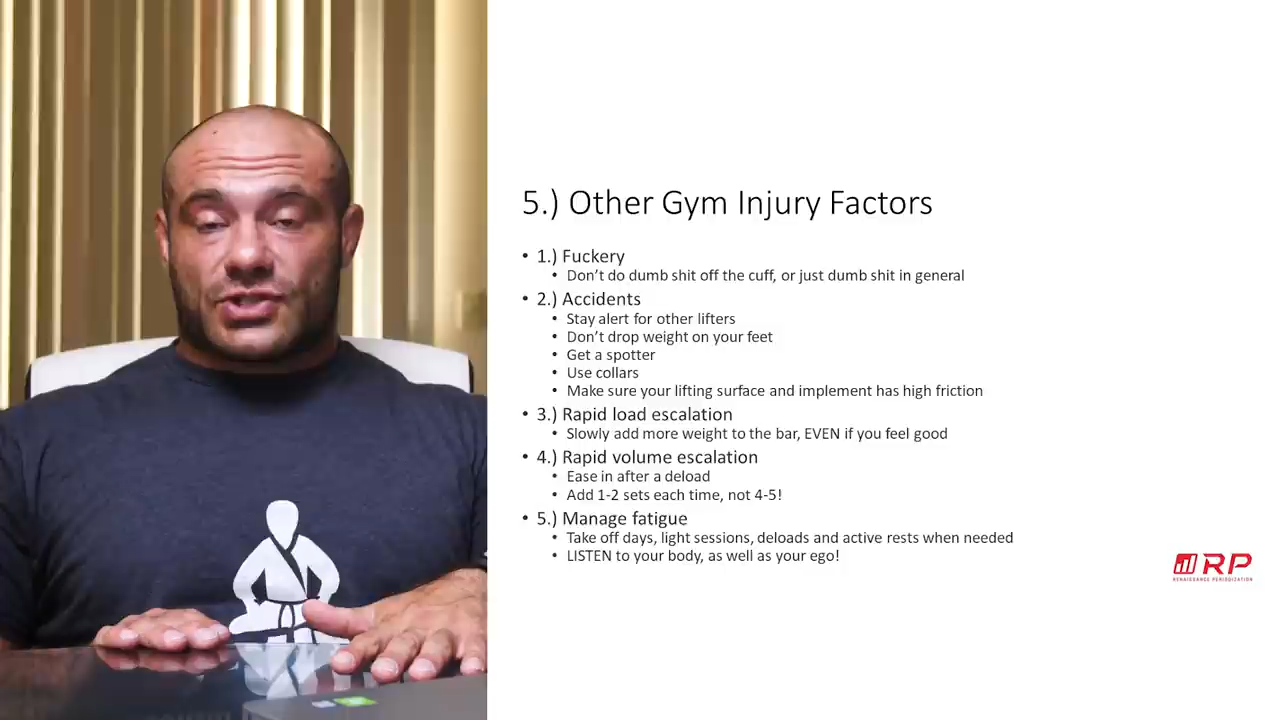 5.) Other Gym Injury Factors
• 1.) Fuckery
• Don't do dumb shit off the cuff, or just dumb shit in general
• 2.) Accidents
• Stay alert for other lifters
• Don't drop weight on your feet
• Get a spotter
• Use collars
• Make sure your lifting surface and implement has high friction
• 3.) Rapid load escalation
• Slowly add more weight to the bar, EVEN if you feel good
• 4.) Rapid volume escalation
• Ease in after a deload
• Add 1-2 sets each time, not 4-5!
• 5.) Manage fatigue
• Take off days, light sessions, deloads and active rests when needed
• LISTEN to your body, as well as your ego!
RP
RENAISSANCE PERIODIZATION